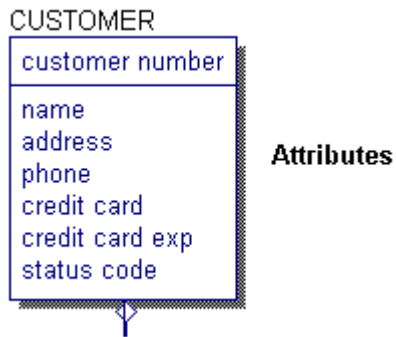 CUSTOMER
customer number
name
address
phone
credit card
credit card exp
status code
Attributes